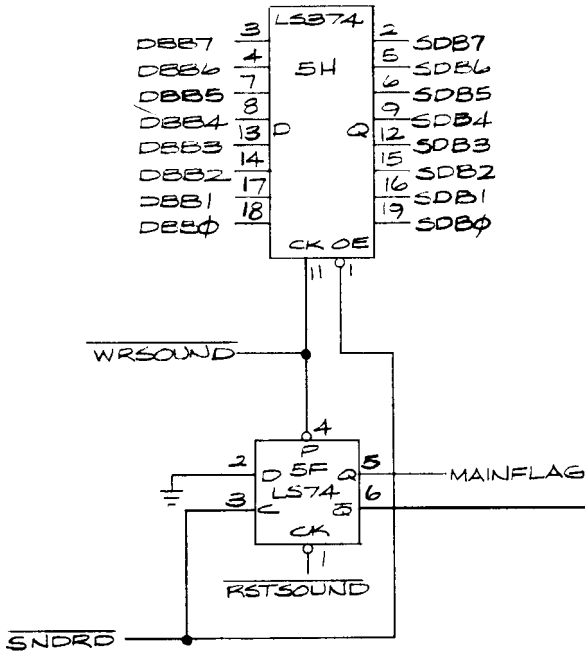 LS374
5H
DBB7 3 2 SDB7
DBB6 4 5 SDB6
DBB5 7 6 SDB5
DBB4 8 9 SDB4
DBB3 13 D Q 12 SDB3
DBB2 14 15 SDB2
DBB1 17 16 SDB1
DBB0 18 19 SDB0
CK OE
11 1
WRSOUND
4
P
2 D 5F Q 5 MAINFLAG
3 C LS74 Q 6
CK
1
RSTSOUND
SNDRD